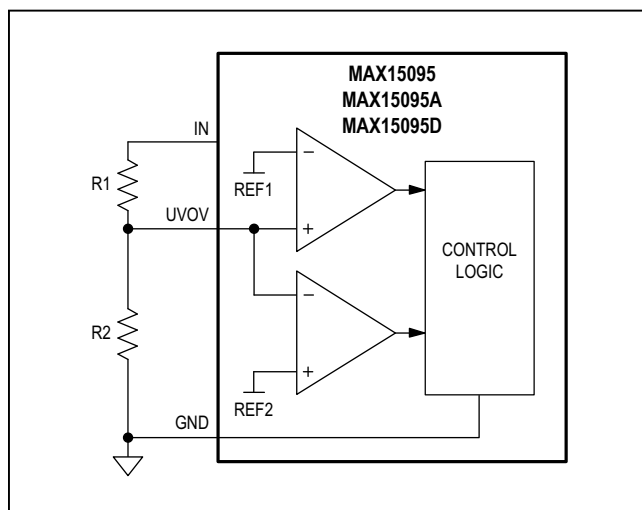 MAX15095
MAX15095A
MAX15095D
IN
R1
REF1
UVOV
CONTROL
LOGIC
R2
REF2
GND